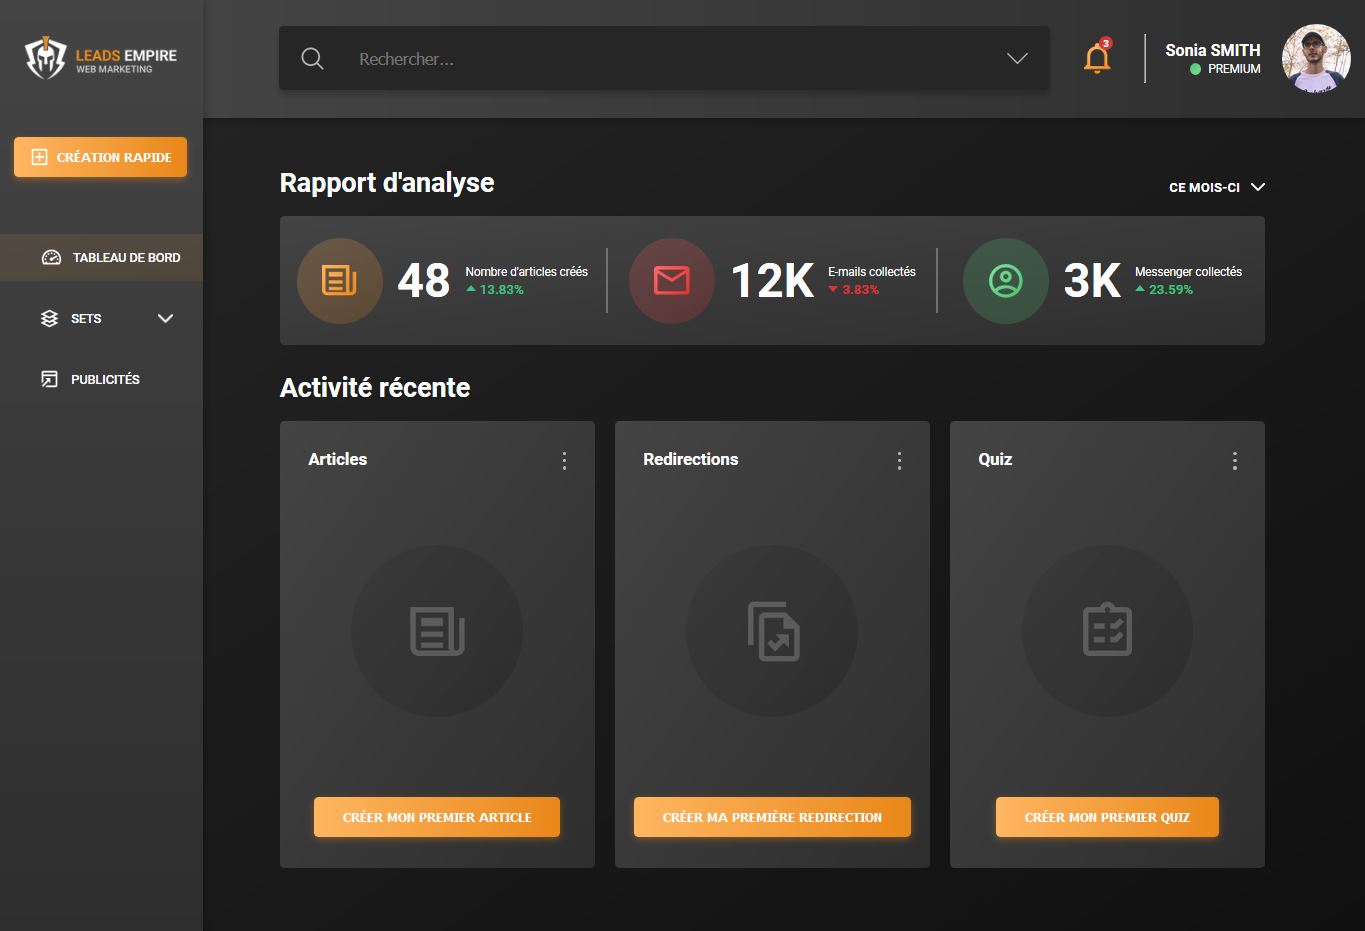 LEADS EMPIRE
WEB MARKETING
Rechercher...
3
Sonia SMITH
PREMIUM
CRÉATION RAPIDE
TABLEAU DE BORD
SETS
PUBLICITÉS
Rapport d'analyse
CE MOIS-CI
48
Nombre d'articles créés
13.83%
12K
E-mails collectés
3.83%
3K
Messenger collectés
23.59%
Activité récente
Articles
Redirections
Quiz
CRÉER MON PREMIER ARTICLE
CRÉER MA PREMIÈRE REDIRECTION
CRÉER MON PREMIER QUIZ